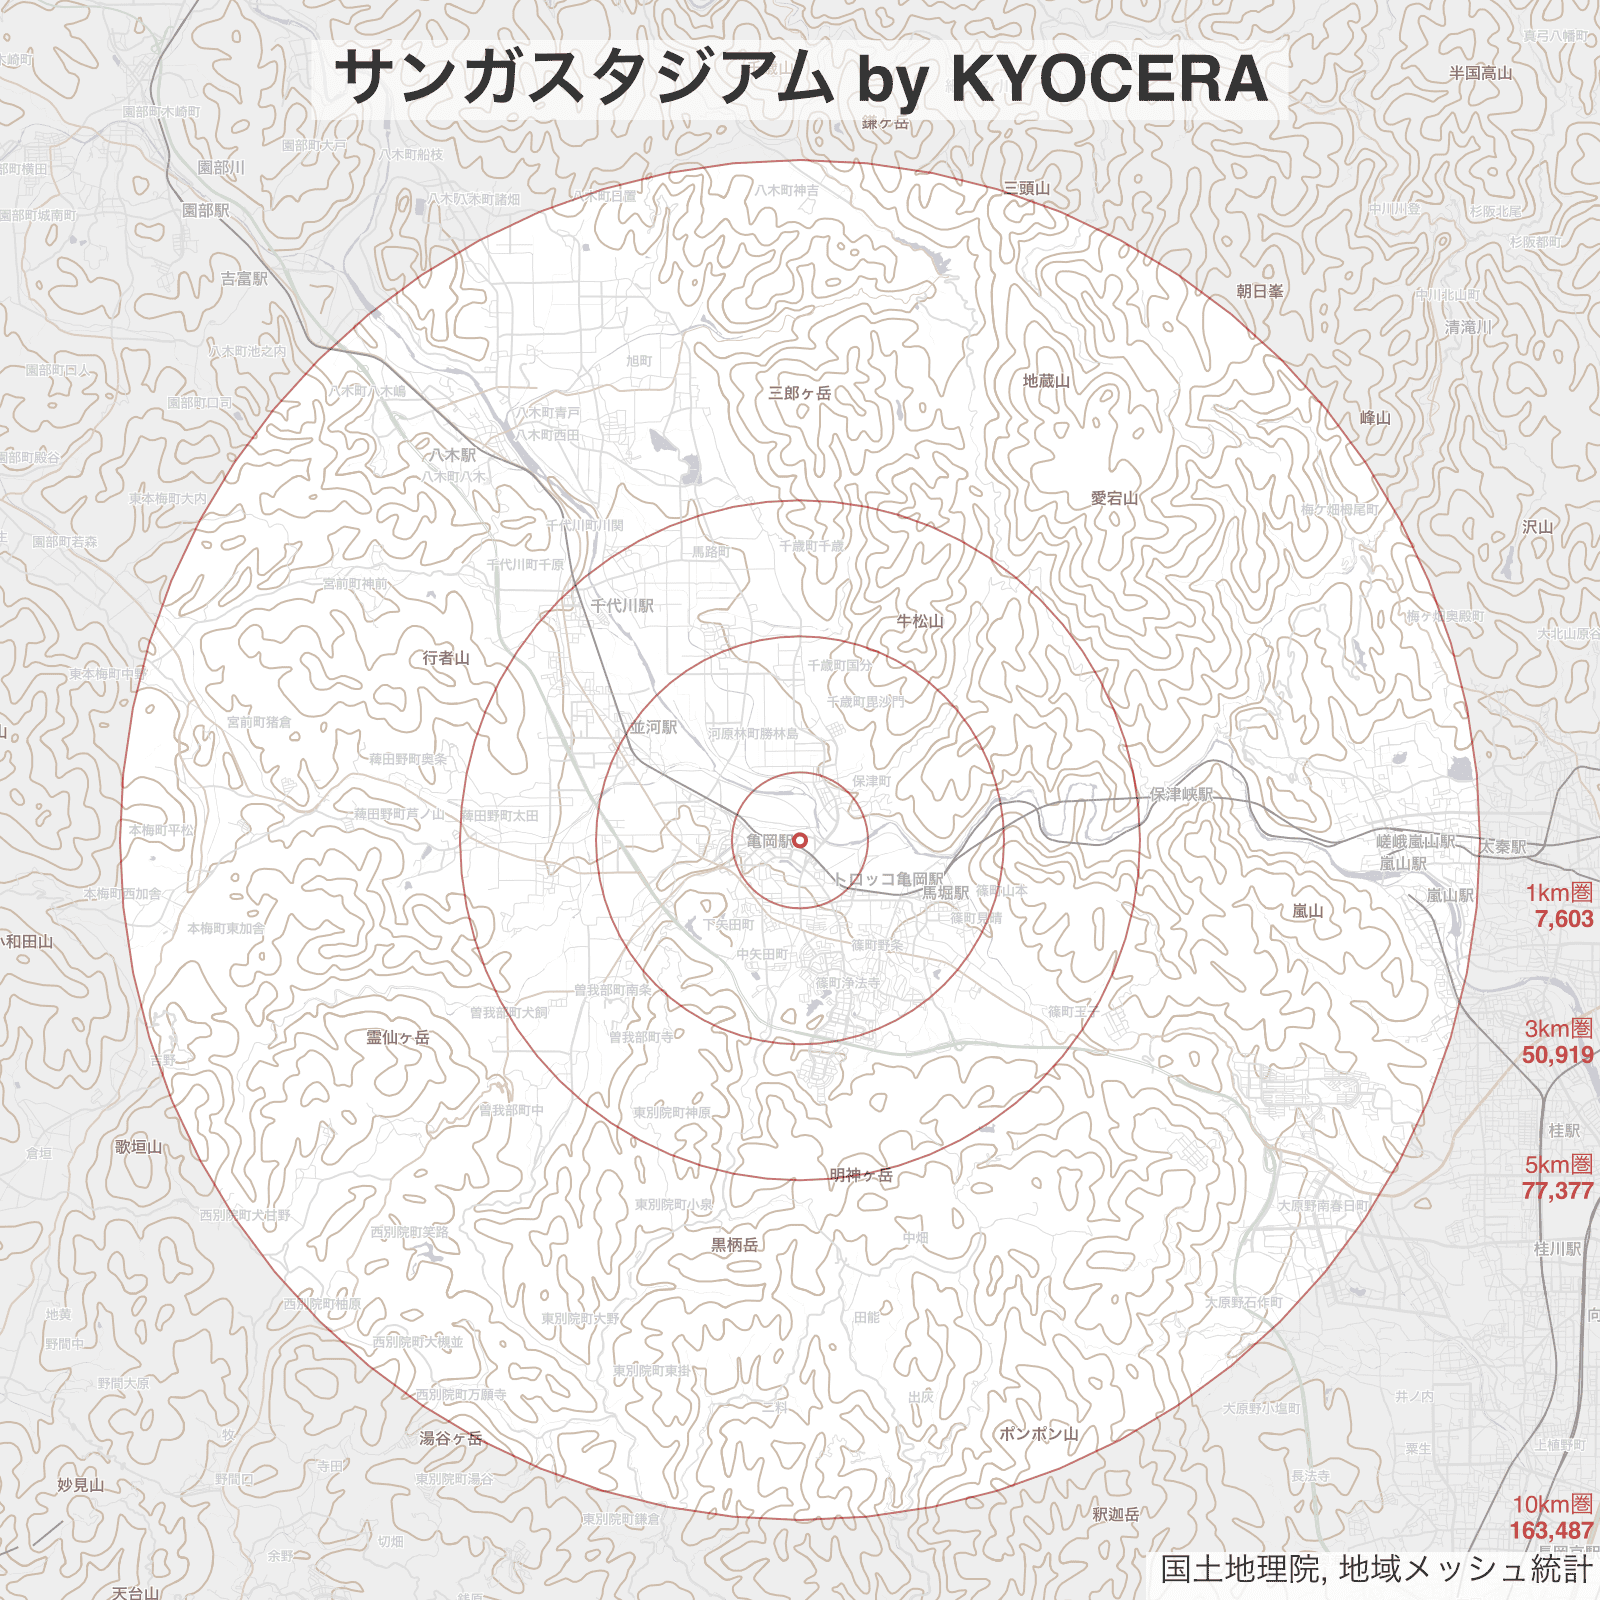 サンガスタジアム by KYOCERA
真弓八幡町
半国高山
園部町木崎町
鎌ヶ岳
園部町大戸
八木町船枝
園部川
八木町神吉
三頭山
八木町日置
園部駅
園部町城南町
中川川登
杉阪北尾
杉阪都町
吉富駅
朝日峯
中川北山町
清滝川
八木町池之内
旭町
地蔵山
三郎ヶ岳
八木町八木嶋
園部町口司
八木町青戸
峰山
八木町西田
八木駅
八木町八木
園部町殿谷
東本梅町大内
愛宕山
梅ケ畑栂尾町
千代川町川関
沢山
園部町若森
千歳町千歳
馬路町
千代川町千原
宮前町神前
千代川駅
牛松山
梅ケ畑奥殿町
大北山原谷
行者山
千歳町国分
東本梅町中野
千歳町毘沙門
宮前町猪倉
並河駅
河原林町勝林島
薭田野町奥条
保津町
保津峡駅
薭田野町芦ノ山
薭田野町太田
本梅町平松
亀岡駅
嵯峨嵐山駅
太秦駅
嵐山駅
トロッコ亀岡駅
馬堀駅
篠町山本
本梅町西加舎
嵐山駅
1km圏
7,603
嵐山
篠町見晴
下矢田町
本梅町東加舎
小和田山
篠町野条
中矢田町
篠町浄法寺
曽我部町南条
曽我部町犬飼
篠町王子
3km圏
50,919
霊仙ヶ岳
曽我部町寺
吉野
曽我部町中
東別院町神原
桂駅
歌垣山
倉垣
5km圏
77,377
明神ヶ岳
東別院町小泉
大原野南春日町
西別院町犬甘野
西別院町笑路
中畑
黒柄岳
桂川駅
西別院町柚原
大原野石作町
地黄
東別院町大野
田能
向
野間中
西別院町大槻並
東別院町東掛
野間大原
西別院町万願寺
出灰
井ノ内
二料
大原野小塩町
牧
湯谷ヶ岳
ポンポン山
粟生
上植野町
寺田
野間口
東別院町湯谷
長法寺
妙見山
10km圏
163,487
釈迦岳
東別院町鎌倉
切畑
余野
国土地理院, 地域メッシュ統計
天台山